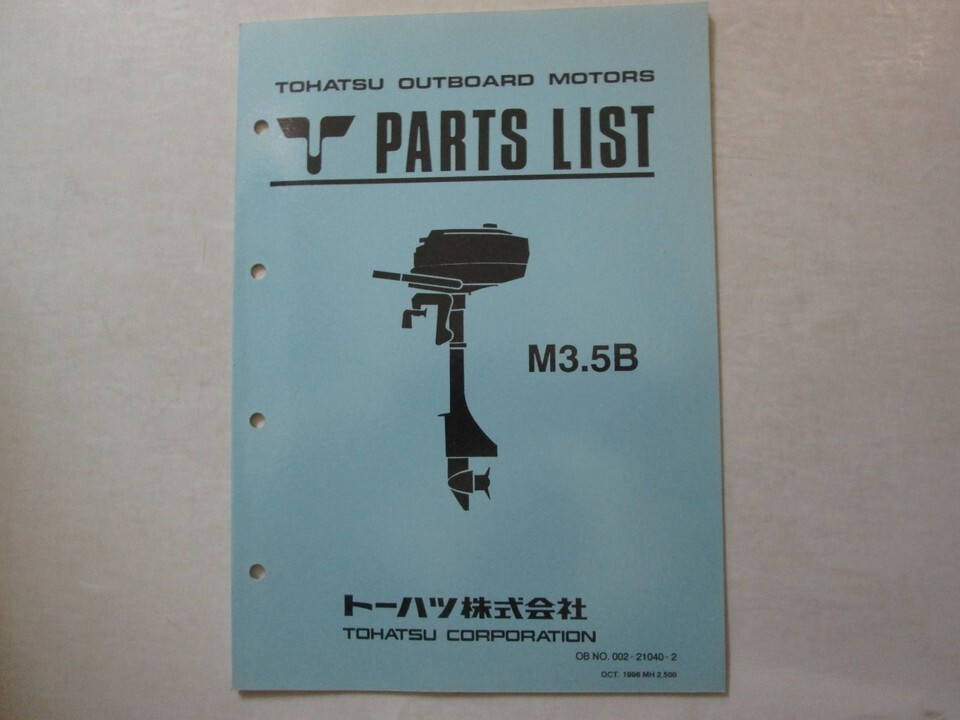 TOHATSU OUTBOARD MOTORS
PARTS LIST
M3.5B
トーハツ株式会社
TOHATSU CORPORATION
OB NO. 002-21040-2
OCT. 1996 MH 2,500